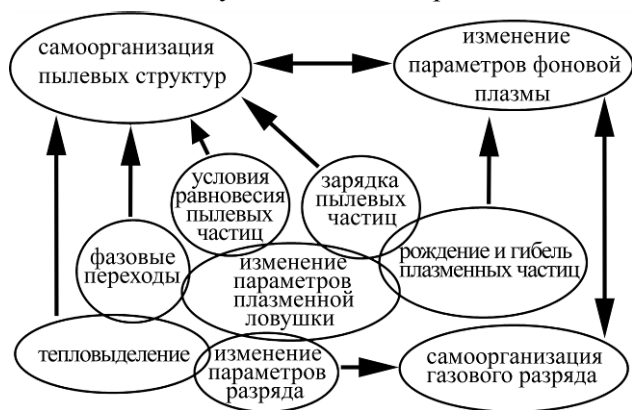 самоорганизация
пылевых структур
изменение
параметров фоновой
плазмы
условия
равновесия
пылевых
частиц
зарядка
пылевых
частиц
фазовые
переходы
изменение
параметров
плазменной
ловушки
рождение и гибель
плазменных частиц
тепловыделение
изменение
параметров
разряда
самоорганизация
газового разряда